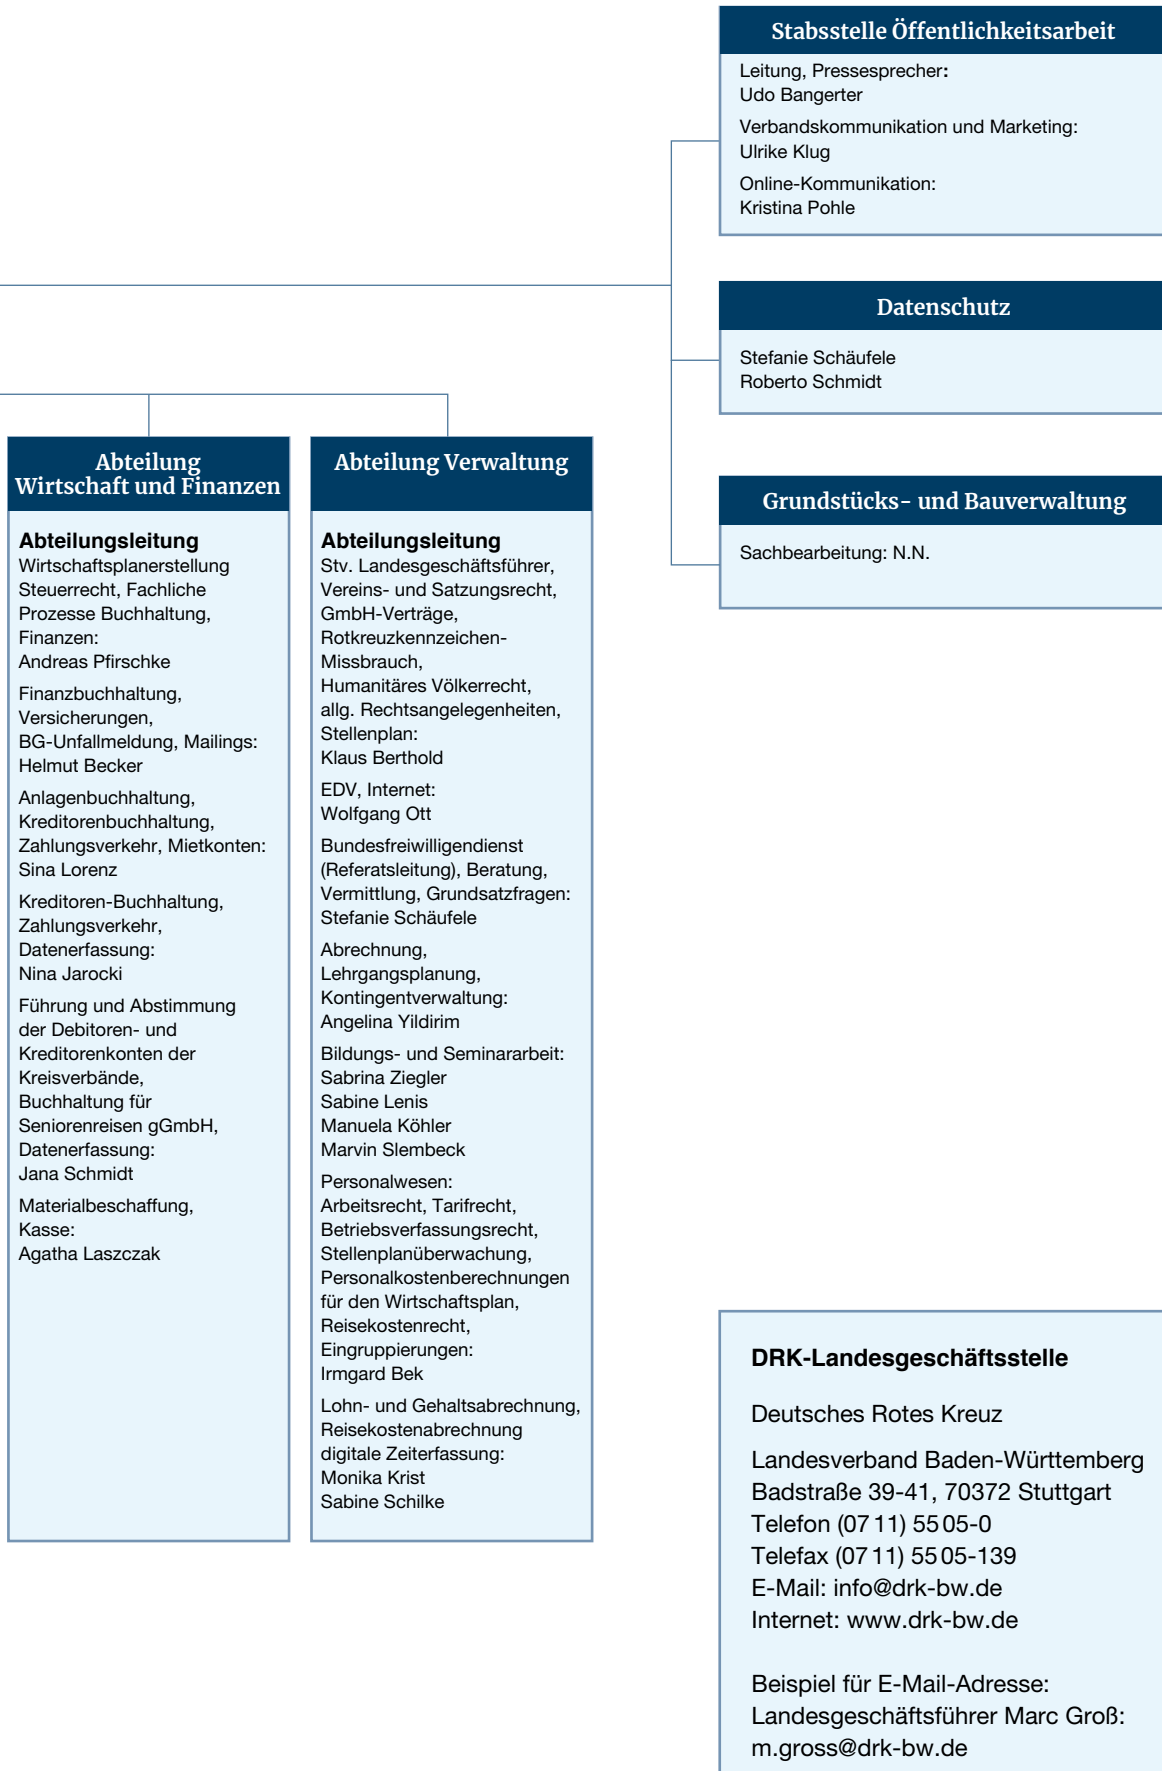 Stabsstelle Öffentlichkeitsarbeit
Leitung, Pressesprecher:
Udo Bangerter
Verbandskommunikation und Marketing:
Ulrike Klug
Online-Kommunikation:
Kristina Pohle
Datenschutz
Stefanie Schäufele
Roberto Schmidt
Grundstücks- und Bauverwaltung
Sachbearbeitung: N.N.
Abteilung
Wirtschaft und Finanzen
Abteilungsleitung
Wirtschaftsplanerstellung
Steuerrecht, Fachliche
Prozesse Buchhaltung,
Finanzen:
Andreas Pfirschke
Finanzbuchhaltung,
Versicherungen,
BG-Unfallmeldung, Mailings:
Helmut Becker
Anlagenbuchhaltung,
Kreditorenbuchhaltung,
Zahlungsverkehr, Mietkonten:
Sina Lorenz
Kreditoren-Buchhaltung,
Zahlungsverkehr,
Datenerfassung:
Nina Jarocki
Führung und Abstimmung
der Debitoren- und
Kreditorenkonten der
Kreisverbände,
Buchhaltung für
Seniorenreisen gGmbH,
Datenerfassung:
Jana Schmidt
Materialbeschaffung,
Kasse:
Agatha Laszczak
Abteilung Verwaltung
Abteilungsleitung
Stv. Landesgeschäftsführer,
Vereins- und Satzungsrecht,
GmbH-Verträge,
Rotkreuzkennzeichen-
Missbrauch,
Humanitäres Völkerrecht,
allg. Rechtsangelegenheiten,
Stellenplan:
Klaus Berthold
EDV, Internet:
Wolfgang Ott
Bundesfreiwilligendienst
(Referatsleitung), Beratung,
Vermittlung, Grundsatzfragen:
Stefanie Schäufele
Abrechnung,
Lehrgangsplanung,
Kontingentverwaltung:
Angelina Yildirim
Bildungs- und Seminararbeit:
Sabrina Ziegler
Sabine Lenis
Manuela Köhler
Marvin Slembeck
Personalwesen:
Arbeitsrecht, Tarifrecht,
Betriebsverfassungsrecht,
Stellenplanüberwachung,
Personalkostenberechnungen
für den Wirtschaftsplan,
Reisekostenrecht,
Eingruppierungen:
Irmgard Bek
Lohn- und Gehaltsabrechnung,
Reisekostenabrechnung
digitale Zeiterfassung:
Monika Krist
Sabine Schilke
DRK-Landesgeschäftsstelle
Deutsches Rotes Kreuz
Landesverband Baden-Württemberg
Badstraße 39-41, 70372 Stuttgart
Telefon (07 11) 55 05-0
Telefax (07 11) 55 05-139
E-Mail: info@drk-bw.de
Internet: www.drk-bw.de
Beispiel für E-Mail-Adresse:
Landesgeschäftsführer Marc Groß:
m.gross@drk-bw.de